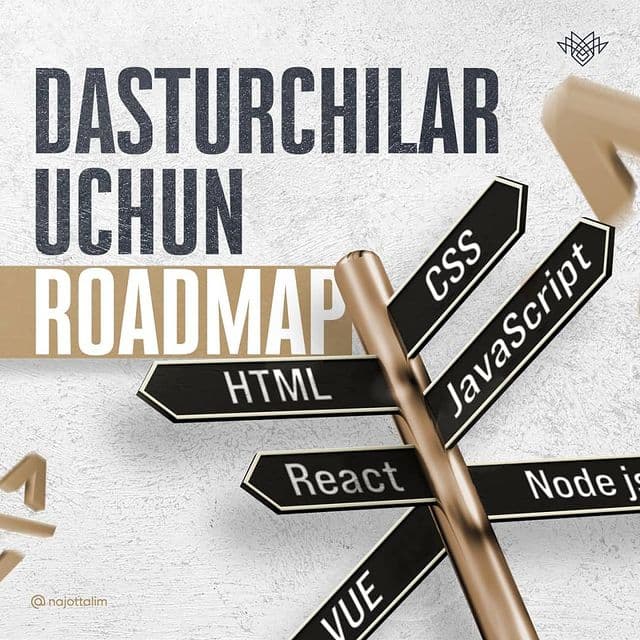 DASTURCHILAR
UCHUN
ROADMAP
CSS
JavaScript
HTML
React
Node js
VUE
@najottalim